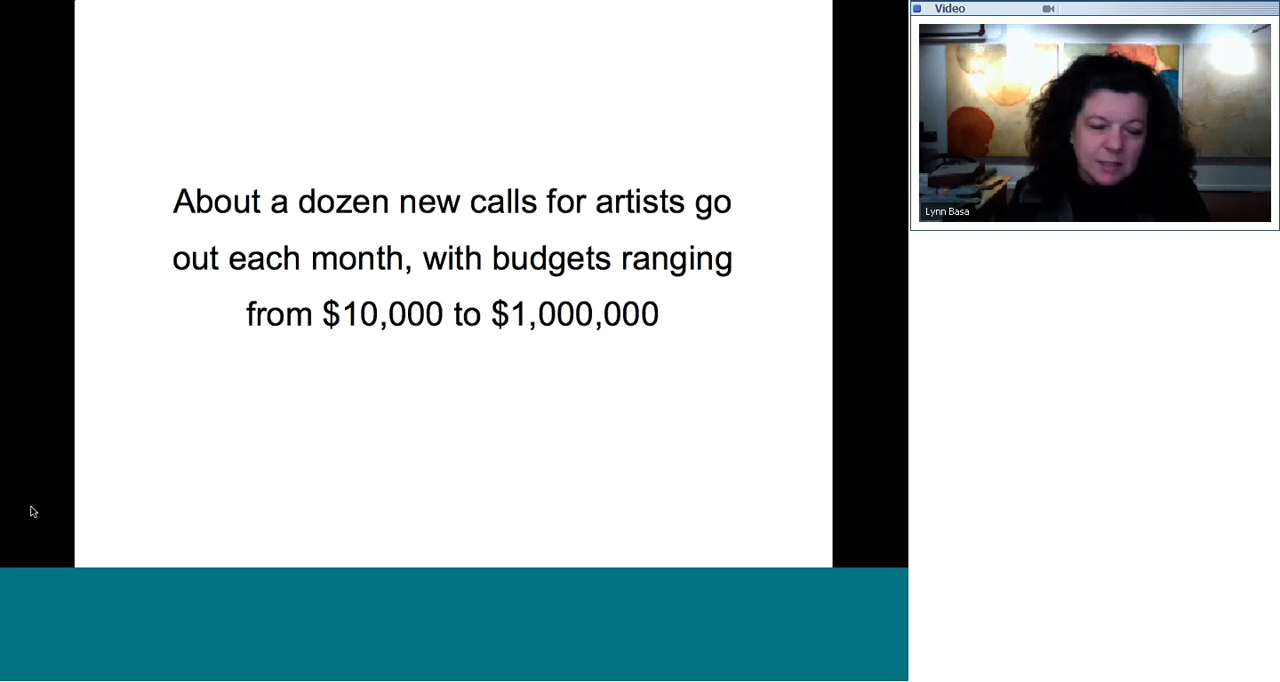 About a dozen new calls for artists go
out each month, with budgets ranging
from $10,000 to $1,000,000
Video
Lynn Basa